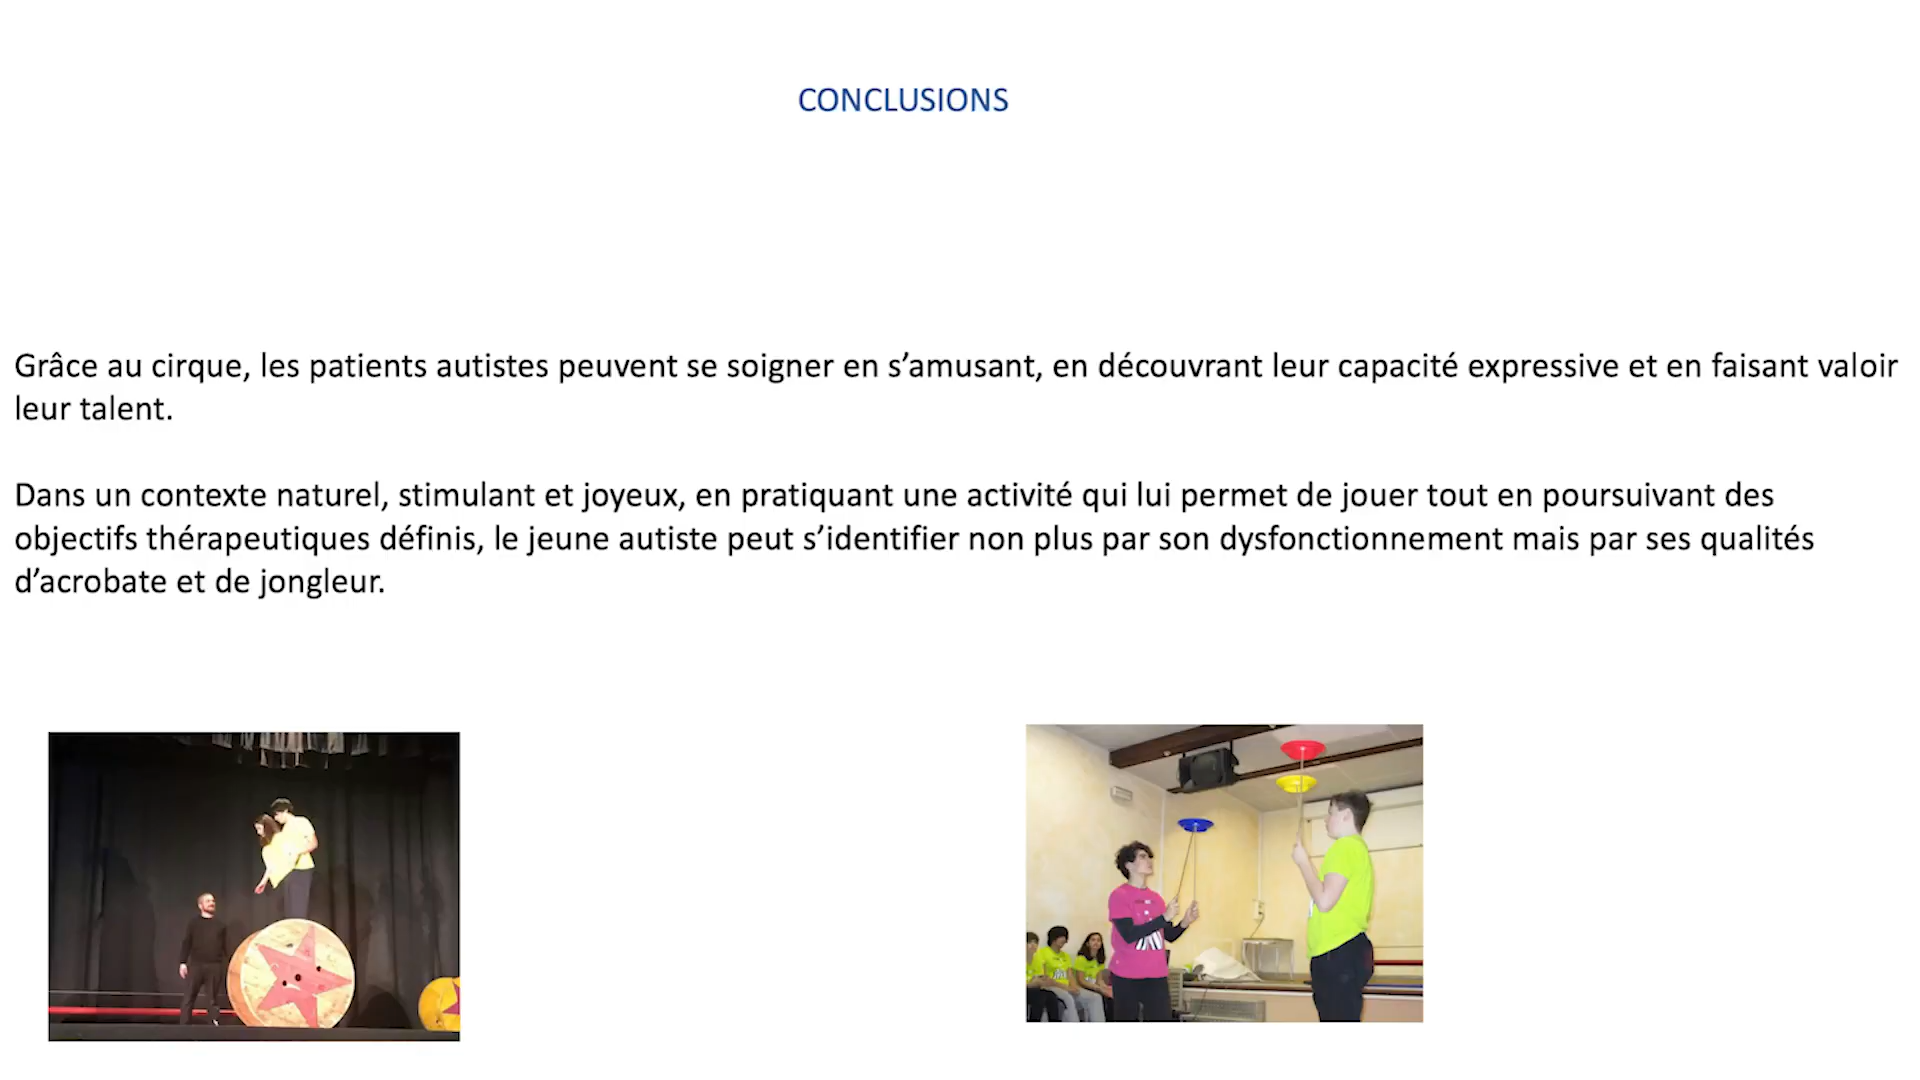 CONCLUSIONS
Grâce au cirque, les patients autistes peuvent se soigner en s’amusant, en découvrant leur capacité expressive et en faisant valoir
leur talent.
Dans un contexte naturel, stimulant et joyeux, en pratiquant une activité qui lui permet de jouer tout en poursuivant des
objectifs thérapeutiques définis, le jeune autiste peut s’identifier non plus par son dysfonctionnement mais par ses qualités
d’acrobate et de jongleur.